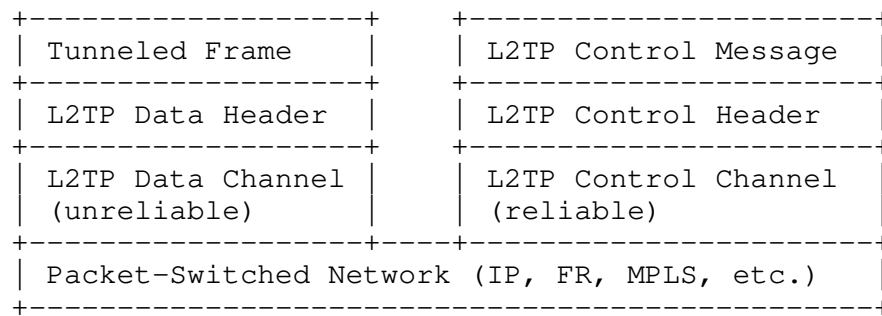 +-------------------+    +-----------------------+
| Tunneled Frame    |    | L2TP Control Message  |
+-------------------+    +-----------------------+
| L2TP Data Header  |    | L2TP Control Header   |
+-------------------+    +-----------------------+
| L2TP Data Channel |    | L2TP Control Channel  |
| (unreliable)      |    | (reliable)            |
+-------------------+----+-----------------------+
| Packet-Switched Network (IP, FR, MPLS, etc.)   |
+------------------------------------------------+